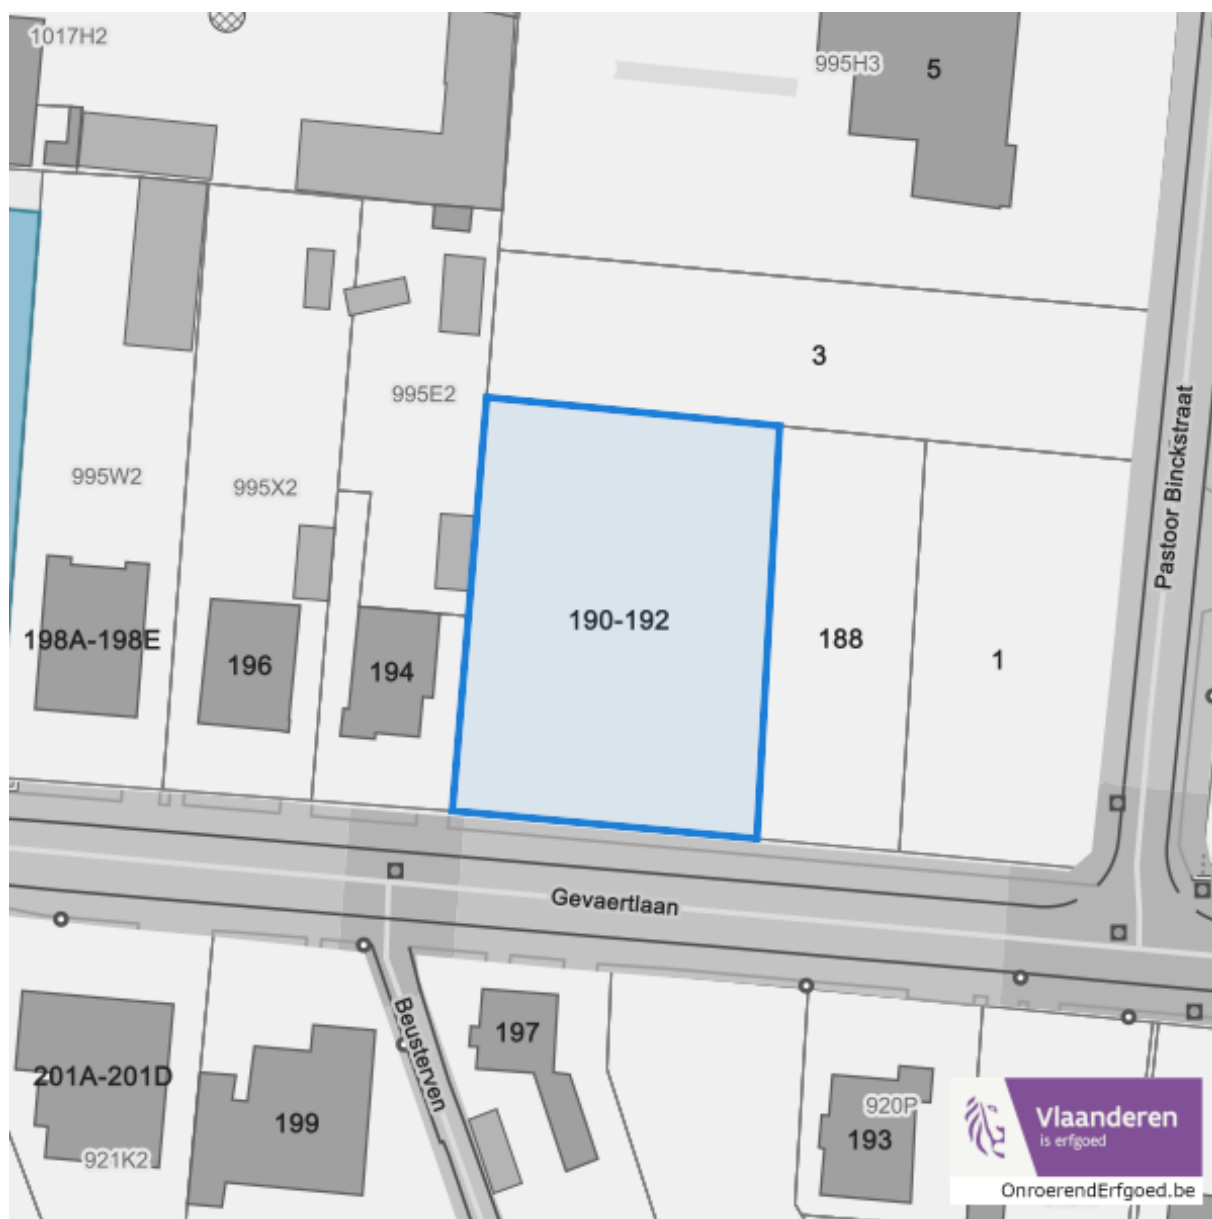 1017H2
995H3
5
3
995E2
995W2
995X2
Pastoor Binckstraat
190-192
198A-198E
196
194
188
1
Gevaertlaan
Beusterven
197
201A-201D
199
921K2
920P
193
Vlaanderen
is erfgoed
OnroerendErfgoed.be